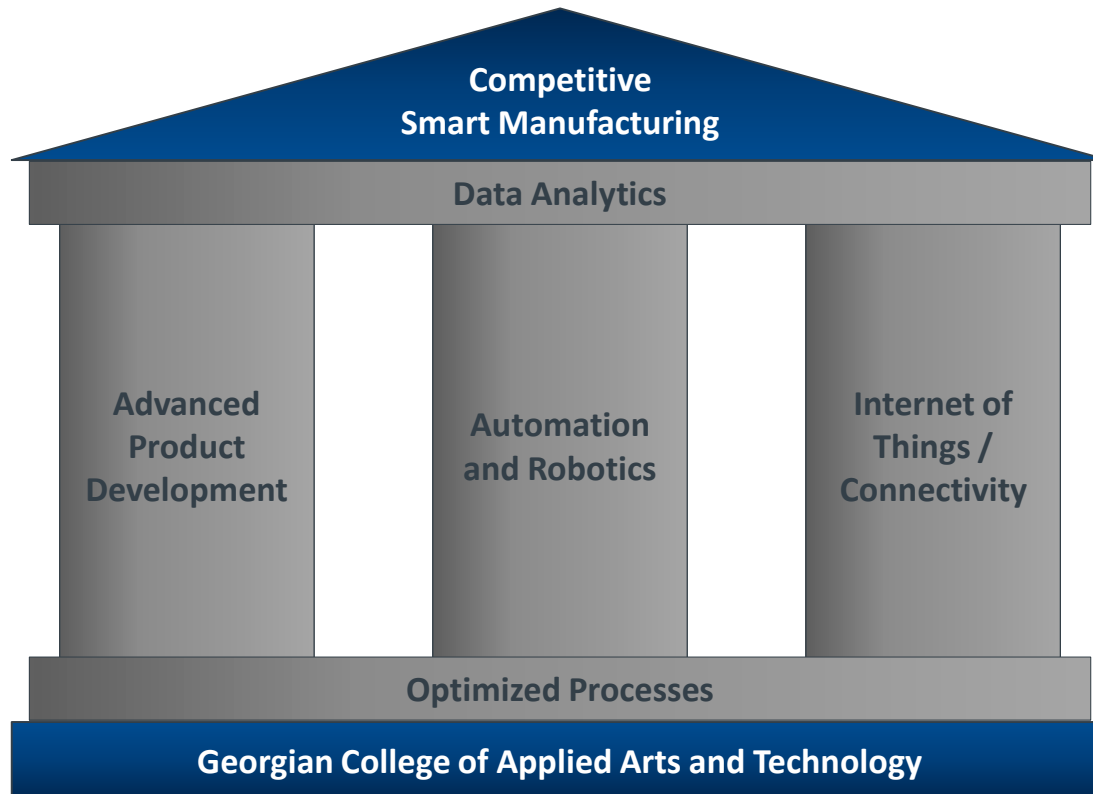 Competitive
Smart Manufacturing
Data Analytics
Advanced
Product
Development
Automation
and Robotics
Internet of
Things /
Connectivity
Optimized Processes
Georgian College of Applied Arts and Technology